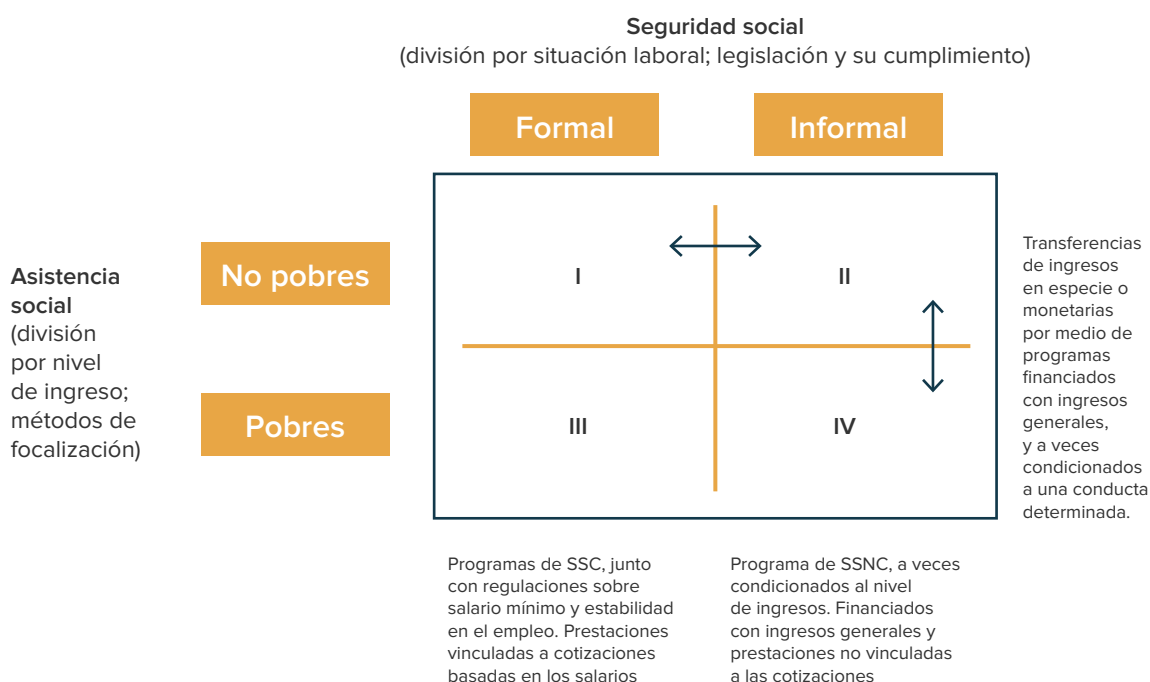 Seguridad social
(división por situación laboral; legislación y su cumplimiento)
Formal
Informal
Asistencia
social
(división
por nivel
de ingreso;
métodos de
focalización)
No pobres
Pobres
I
II
III
IV
Transferencias
de ingresos
en especie o
monetarias
por medio de
programas
financiados
con ingresos
generales,
y a veces
condicionados
a una conducta
determinada.
Programas de SSC, junto
con regulaciones sobre
salario mínimo y estabilidad
en el empleo. Prestaciones
vinculadas a cotizaciones
basadas en los salarios
Programa de SSNC, a veces
condicionados al nivel
de ingresos. Financiados
con ingresos generales y
prestaciones no vinculadas
a las cotizaciones